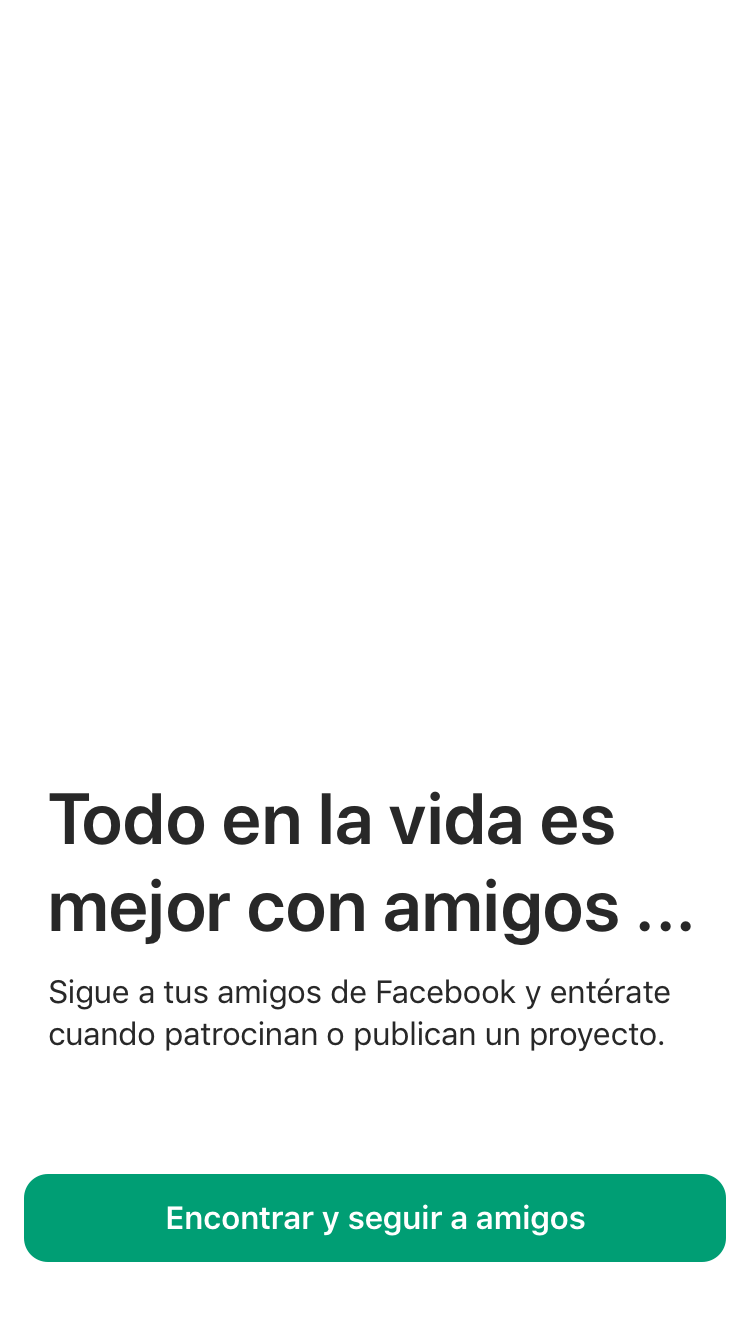 Todo en la vida es
mejor con amigos ...
Sigue a tus amigos de Facebook y entérate
cuando patrocinan o publican un proyecto.
Encontrar y seguir a amigos